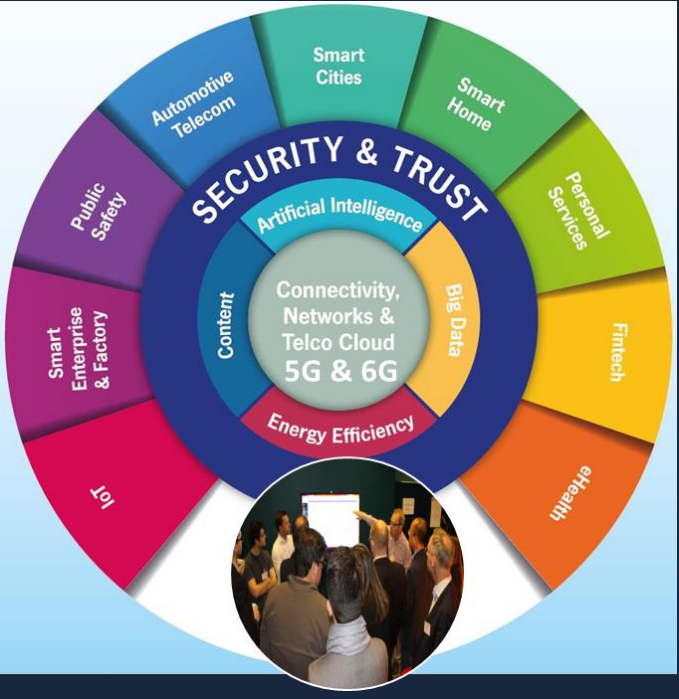 Smart
Cities
Automotive
Telecom
Smart
Home
Public
Safety
Personal
Services
Smart
Enterprise
& Factory
Fintech
IoT
eHealth
SECURITY & TRUST
Artificial Intelligence
Content
Big Data
Energy Efficiency
Connectivity,
Networks &
Telco Cloud
5G & 6G